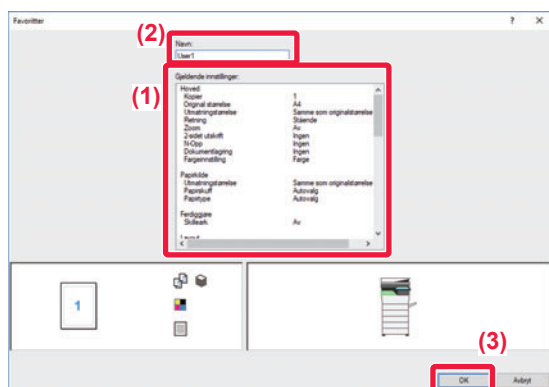 Favoritter ? X
(2)
Navn:
User1
(1)
Gjeldende innstillinger:
Hoved
Kopier 1
Original størrelse A4
Utmatningstørrelse Samme som originalstørrelse
Retning Stående
Zoom Av
2-sidet utskrift Ingen
N-Opp Ingen
Dokumentlagring Ingen
Fargeinnstilling Farge
Papirkilde
Utmatningstørrelse Samme som originalstørrelse
Papirskuff Autovalg
Papirtype Autovalg
Ferdiggjøre
Skilleark Av
Layout
1
(3)
OK Avbryt